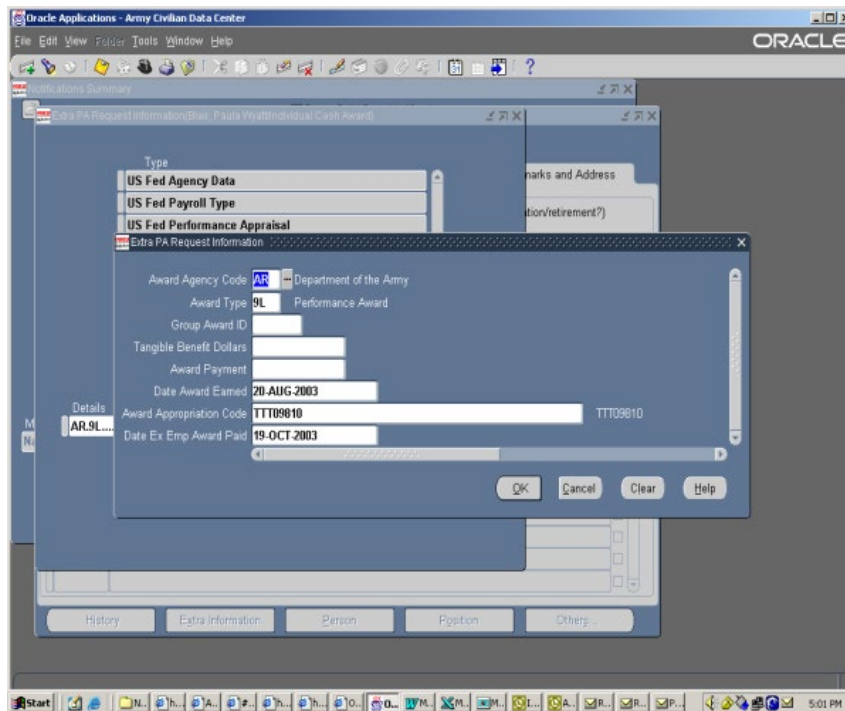 Oracle Applications - Army Civilian Data Center
File Edit View Folder Tools Window Help
ORACLE
Notifications Summary
Extra PA Request Information(Blair, Paula Wyatt/Individual Cash Award)
Type
US Fed Agency Data
US Fed Payroll Type
US Fed Performance Appraisal
marks and Address
tion/retirement?)
Extra PA Request Information
Award Agency Code AR Department of the Army
Award Type 9L Performance Award
Group Award ID
Tangible Benefit Dollars
Award Payment
Date Award Earned 20-AUG-2003
Award Appropriation Code TTT09810 TTT09810
Date Ex Emp Award Paid 19-OCT-2003
Details
AR.9L....
M
Na
OK Cancel Clear Help
History Extra Information Person Position Others...
Start N.. h... A.. #.. h... h... O.. O... M.. M.. M.. I... A.. R... R... P... 5:01 PM